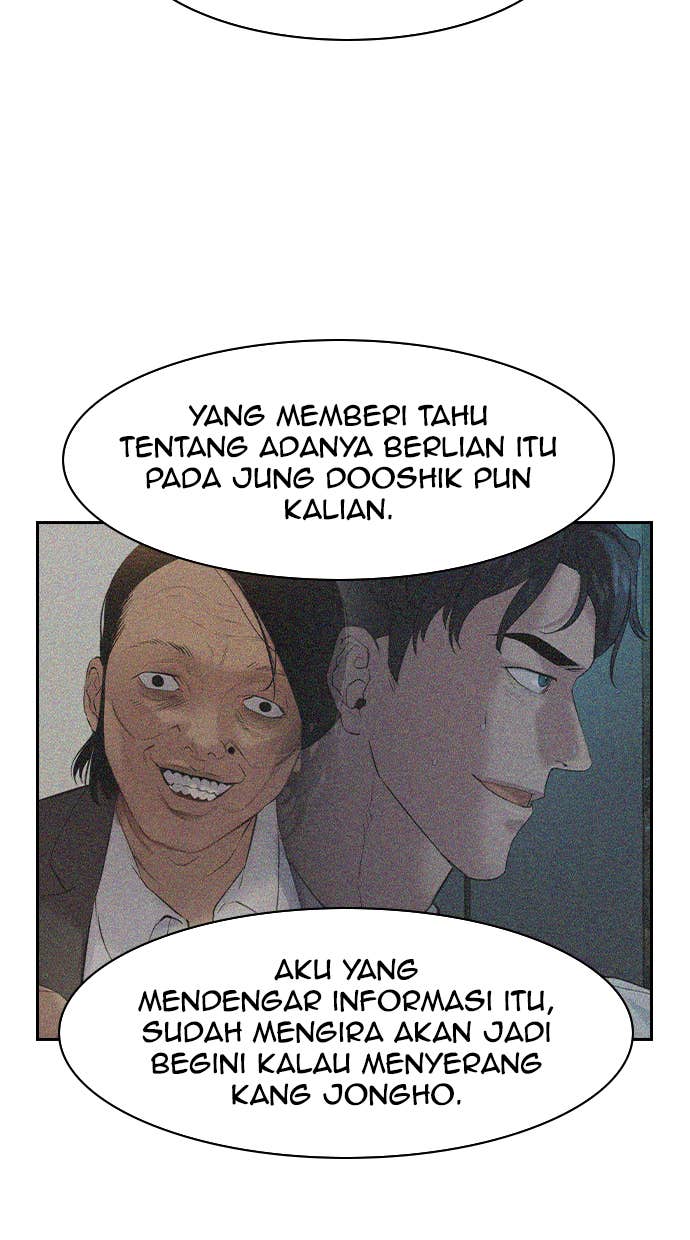 YANG MEMBERI TAHU
TENTANG ADANYA BERLIAN ITU
PADA JUNG DOOSHIK PUN
KALIAN.
AKU YANG
MENDENGAR INFORMASI ITU,
SUDAH MENGIRA AKAN JADI
BEGINI KALAU MENYERANG
KANG JONGHO.